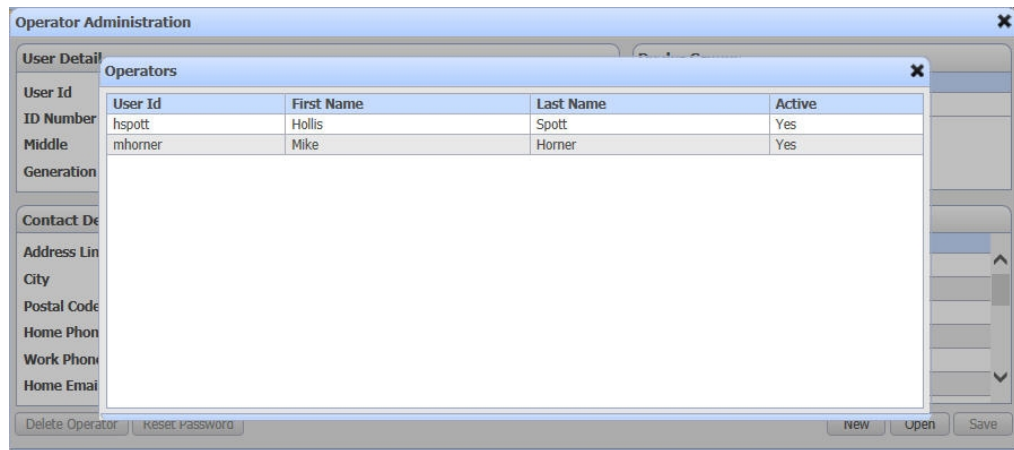 Operator Administration
User Detail
Operators
User Id First Name Last Name Active
hspott Hollis Spott Yes
mhorner Mike Horner Yes
User Id
ID Number
Middle
Generation
Contact De
Address Lin
City
Postal Code
Home Phon
Work Phon
Home Emai
Delete Operator Reset Password New Open Save